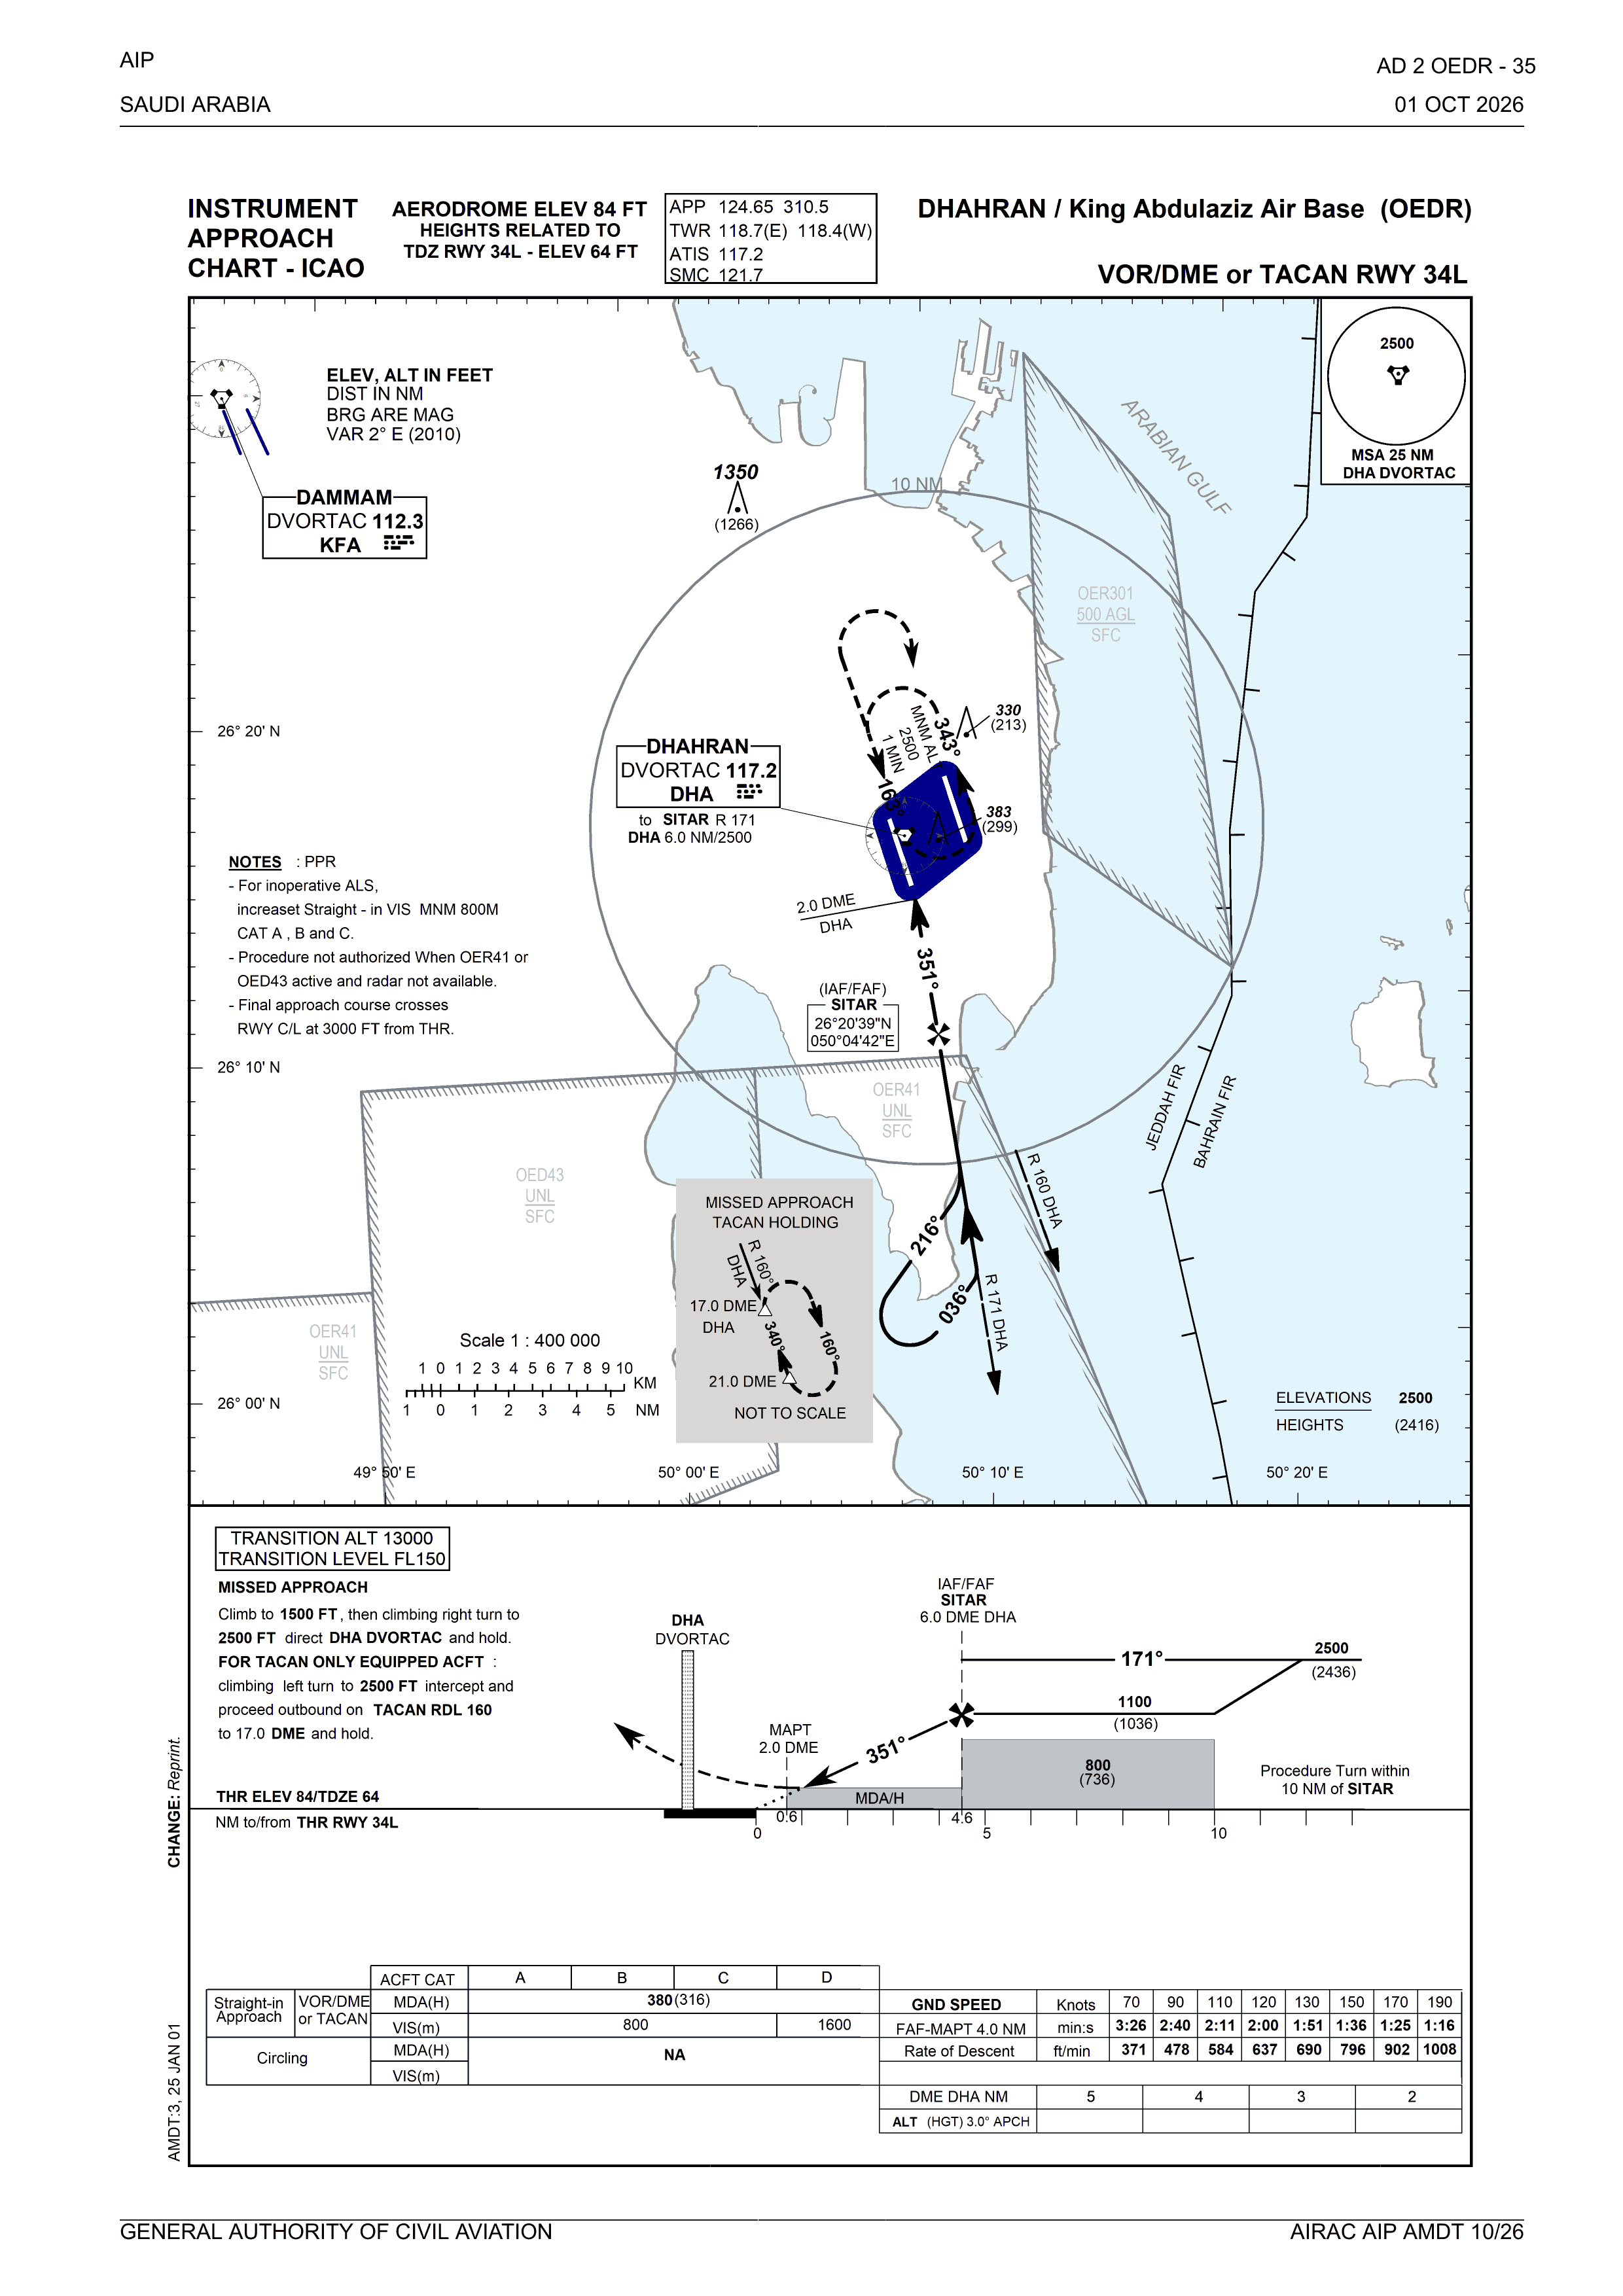 AIP
AD 2 OEDR - 35
SAUDI ARABIA
01 OCT 2026
INSTRUMENT
APPROACH
CHART - ICAO
AERODROME ELEV 84 FT
HEIGHTS RELATED TO
TDZ RWY 34L - ELEV 64 FT
APP 124.65 310.5
TWR 118.7(E) 118.4(W)
ATIS 117.2
SMC 121.7
DHAHRAN / King Abdulaziz Air Base (OEDR)
VOR/DME or TACAN RWY 34L
ELEV, ALT IN FEET
DIST IN NM
BRG ARE MAG
VAR 2° E (2010)
DAMMAM
DVORTAC 112.3
KFA
1350
(1266)
10 NM
ARABIAN GULF
2500
MSA 25 NM
DHA DVORTAC
OER301
500 AGL
SFC
26° 20' N
DHAHRAN
DVORTAC 117.2
DHA
to SITAR R 171
DHA 6.0 NM/2500
MNM AL
2500
1 MIN
343°
163°
330
(213)
383
(299)
NOTES : PPR
- For inoperative ALS,
increaset Straight - in VIS MNM 800M
CAT A , B and C.
- Procedure not authorized When OER41 or
OED43 active and radar not available.
- Final approach course crosses
RWY C/L at 3000 FT from THR.
2.0 DME
DHA
351°
(IAF/FAF)
SITAR
26°20'39"N
050°04'42"E
26° 10' N
OER41
UNL
SFC
JEDDAH FIR
BAHRAIN FIR
OED43
UNL
SFC
R 160 DHA
216°
036°
R 171 DHA
MISSED APPROACH
TACAN HOLDING
R 160°
DHA
17.0 DME
DHA
340°
160°
21.0 DME
NOT TO SCALE
OER41
UNL
SFC
Scale 1 : 400 000
1 0 1 2 3 4 5 6 7 8 9 10 KM
1 0 1 2 3 4 5 NM
26° 00' N
ELEVATIONS 2500
HEIGHTS (2416)
49° 50' E
50° 00' E
50° 10' E
50° 20' E
TRANSITION ALT 13000
TRANSITION LEVEL FL150
MISSED APPROACH
Climb to 1500 FT , then climbing right turn to
2500 FT direct DHA DVORTAC and hold.
FOR TACAN ONLY EQUIPPED ACFT :
climbing left turn to 2500 FT intercept and
proceed outbound on TACAN RDL 160
to 17.0 DME and hold.
DHA
DVORTAC
IAF/FAF
SITAR
6.0 DME DHA
171°
2500
(2436)
1100
(1036)
MAPT
2.0 DME
351°
800
(736)
MDA/H
Procedure Turn within
10 NM of SITAR
THR ELEV 84/TDZE 64
NM to/from THR RWY 34L
0.6
4.6
0
5
10
CHANGE: Reprint.
AMDT:3, 25 JAN 01
ACFT CAT A B C D
Straight-in
Approach
VOR/DME
or TACAN
MDA(H) 380(316)
VIS(m) 800 1600
Circling
MDA(H)
NA
VIS(m)
GND SPEED Knots 70 90 110 120 130 150 170 190
FAF-MAPT 4.0 NM min:s 3:26 2:40 2:11 2:00 1:51 1:36 1:25 1:16
Rate of Descent ft/min 371 478 584 637 690 796 902 1008
DME DHA NM 5 4 3 2
ALT (HGT) 3.0° APCH
GENERAL AUTHORITY OF CIVIL AVIATION
AIRAC AIP AMDT 10/26